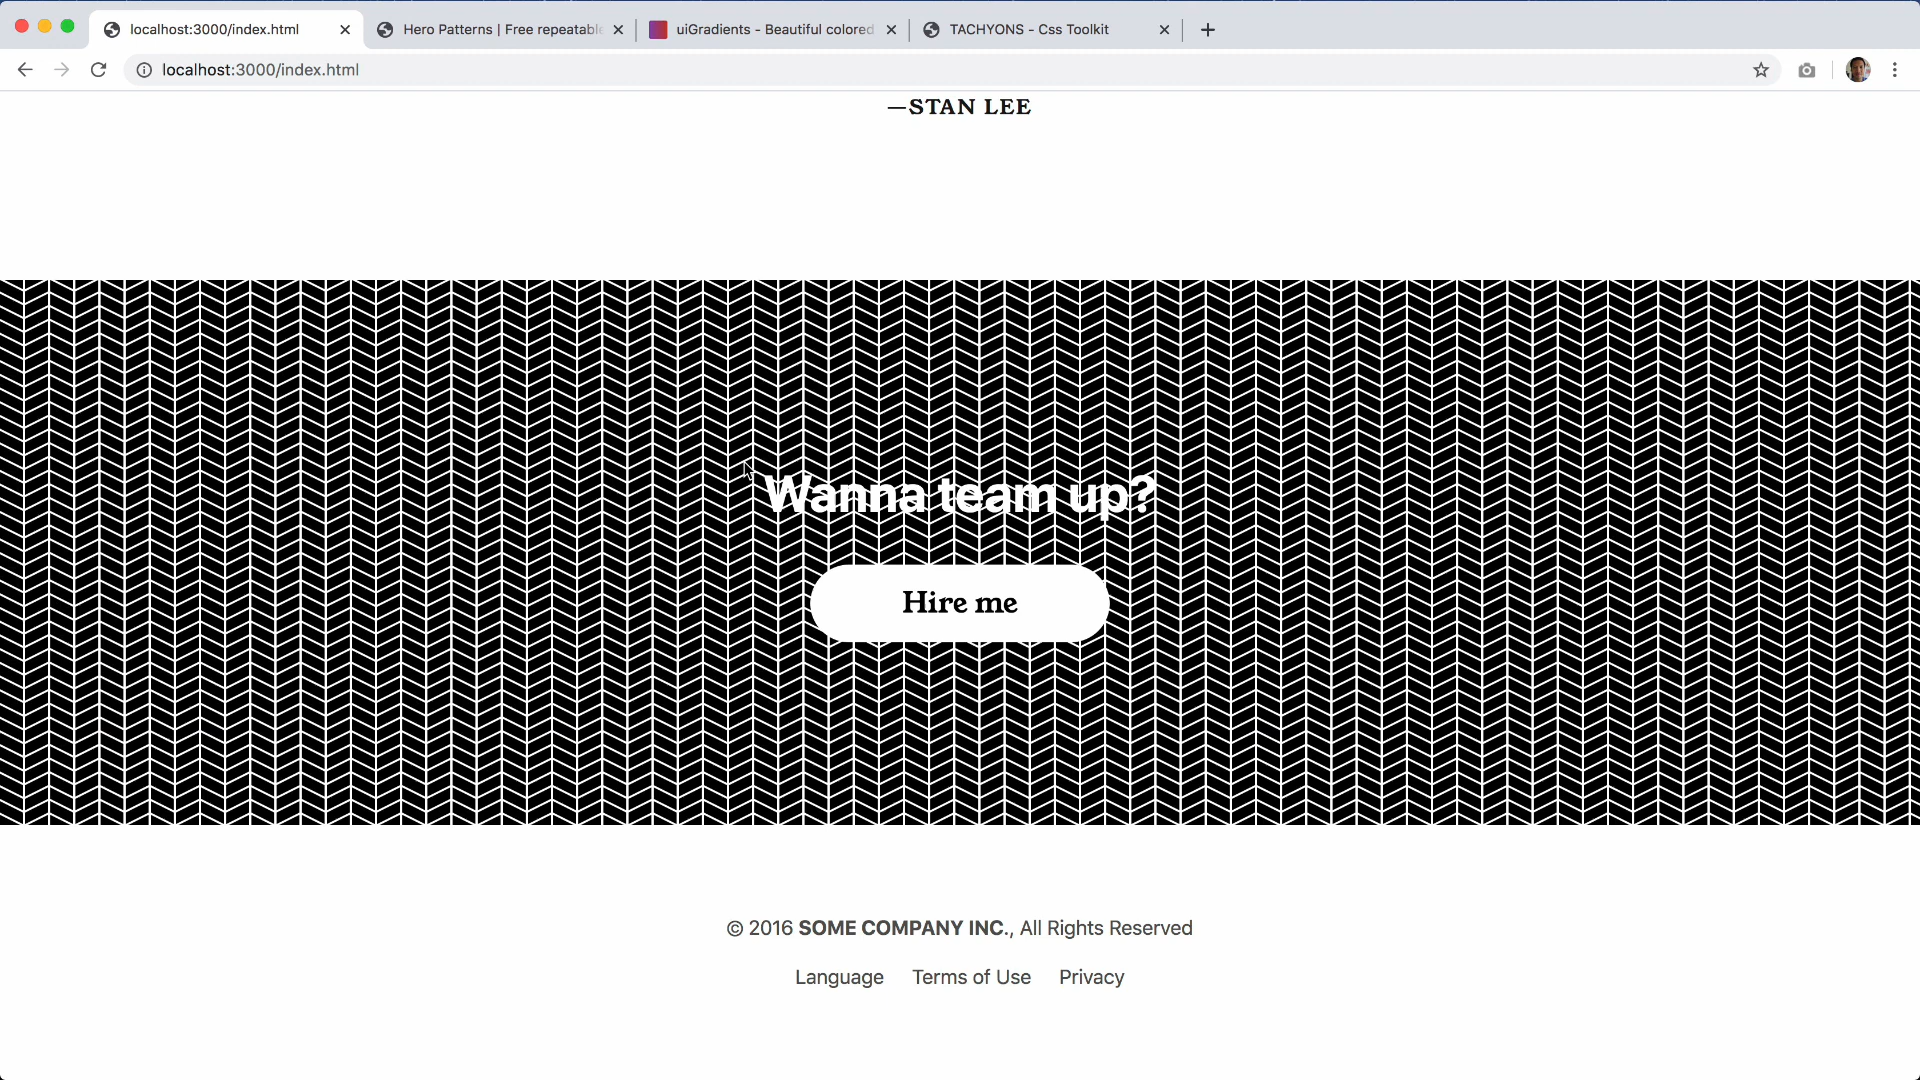 localhost:3000/index.html
Hero Patterns | Free repeatable
uiGradients - Beautiful colored
TACHYONS - Css Toolkit
localhost:3000/index.html
—STAN LEE
Wanna team up?
Hire me
© 2016 SOME COMPANY INC., All Rights Reserved
Language Terms of Use Privacy